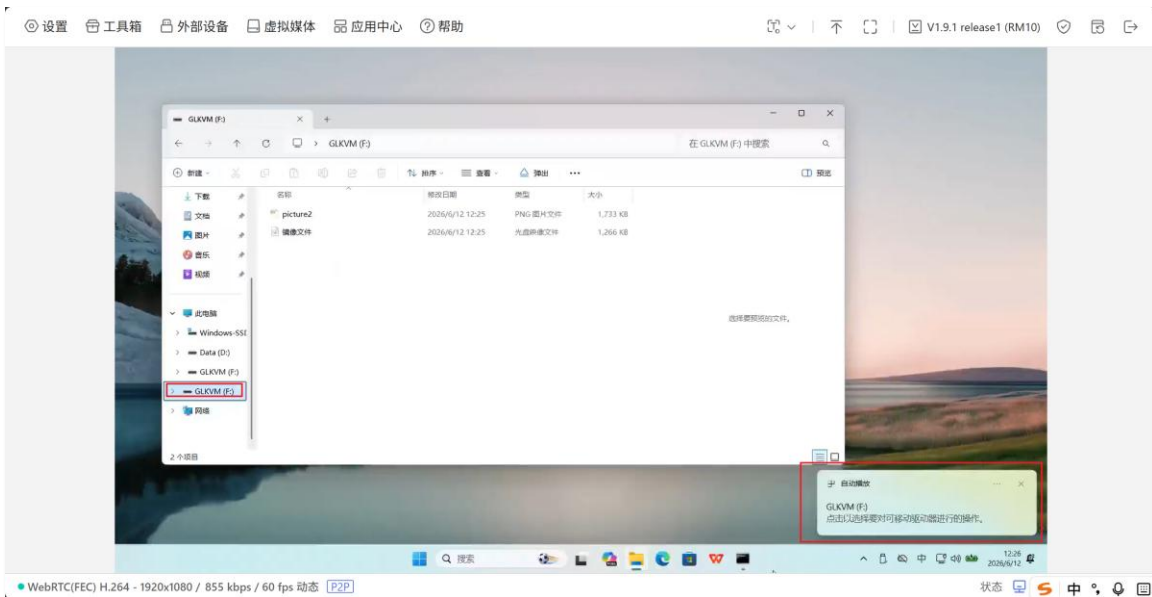 设置 工具箱 外部设备 虚拟媒体 应用中心 帮助 V1.9.1 release1 (RM10)
GLKVM (F:)
GLKVM (F:) 在 GLKVM (F:) 中搜索
新建 排序 查看 弹出 ••• 预览
名称 修改日期 类型 大小
下载
picture2 2026/6/12 12:25 PNG 图片文件 1,733 KB
文档
镜像文件 2026/6/12 12:25 光盘映像文件 1,266 KB
图片
音乐
视频
此电脑
选择要预览的文件。
Windows-SSD
Data (D:)
GLKVM (F:)
GLKVM (F:)
网络
2 个项目
自动播放
GLKVM (F:)
点击以选择要对可移动驱动器进行的操作。
搜索 中 12:26
2026/6/12
WebRTC(FEC) H.264 - 1920x1080 / 855 kbps / 60 fps 动态 P2P 状态 中